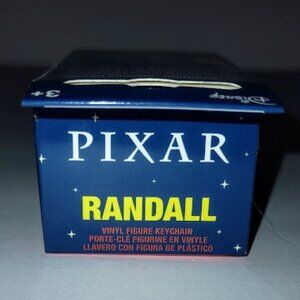 3+
Disney
PIXAR
RANDALL
VINYL FIGURE KEYCHAIN
PORTE-CLÉ FIGURINE EN VINYLE
LLAVERO CON FIGURA DE PLÁSTICO